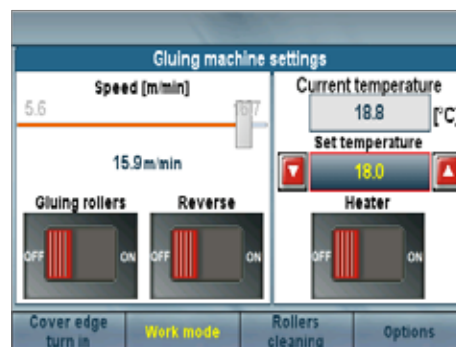 Gluing machine settings
Speed [m/min]
5.6
15.9 m/min
Gluing rollers
Reverse
OFF
ON
OFF
ON
Current temperature
18.8
[°C]
Set temperature
18.0
Heater
OFF
ON
Cover edge
turn in
Work mode
Rollers
cleaning
Options